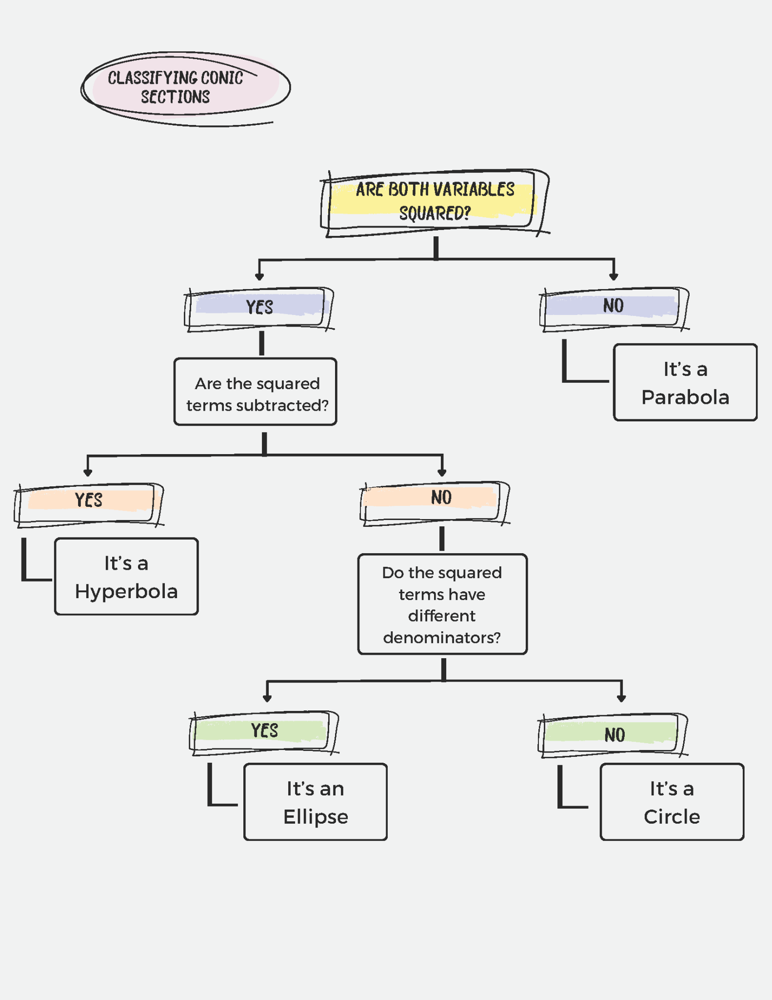 CLASSIFYING CONIC
SECTIONS
ARE BOTH VARIABLES
SQUARED?
YES
NO
Are the squared
terms subtracted?
It's a
Parabola
YES
NO
It's a
Hyperbola
Do the squared
terms have
different
denominators?
YES
NO
It's an
Ellipse
It's a
Circle